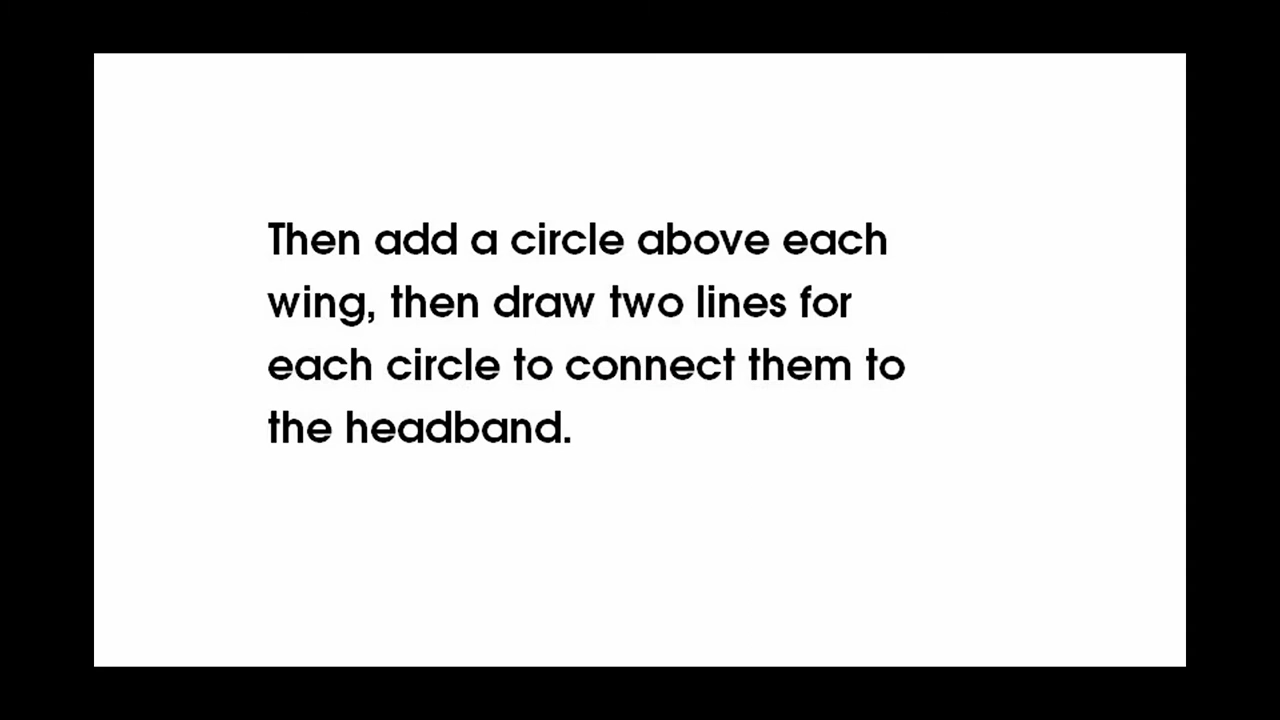 Then add a circle above each
wing, then draw two lines for
each circle to connect them to
the headband.